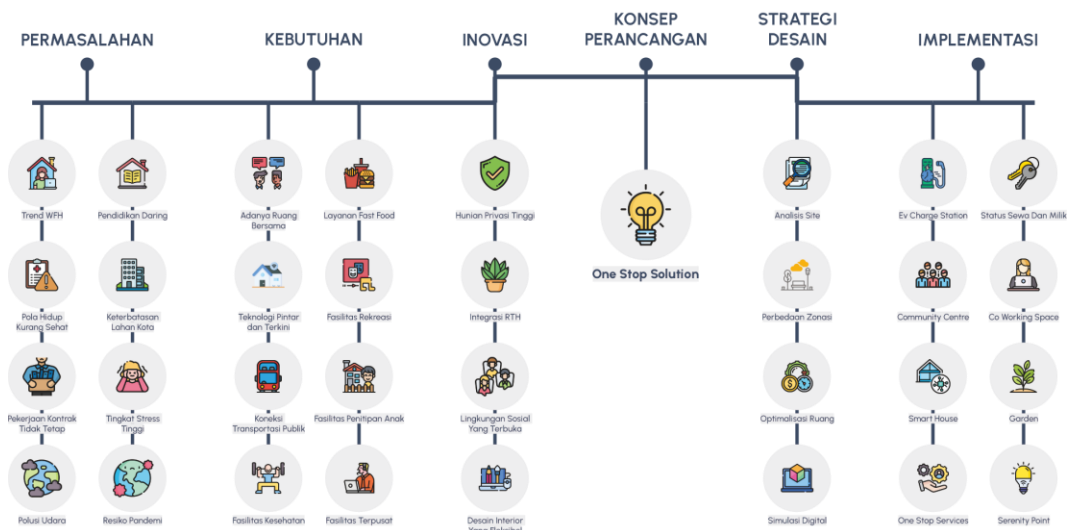 PERMASALAHAN
KEBUTUHAN
INOVASI
KONSEP
PERANCANGAN
STRATEGI
DESAIN
IMPLEMENTASI
Trend WFH
Pendidikan Daring
Adanya Ruang
Bersama
Layanan Fast Food
Hunian Privasi Tinggi
One Stop Solution
Analisis Site
Ev Charge Station
Status Sewa Dan Milik
Pola Hidup
Kurang Sehat
Keterbatasan
Lahan Kota
Teknologi Pintar
dan Terkini
Fasilitas Rekreasi
Integrasi RTH
Perbedaan Zonasi
Community Centre
Co Working Space
Pekerjaan Kontrak
Tidak Tetap
Tingkat Stress
Tinggi
Koneksi
Transportasi Publik
Fasilitas Penitipan Anak
Lingkungan Sosial
Yang Terbuka
Optimalisasi Ruang
Smart House
Garden
Polusi Udara
Resiko Pandemi
Fasilitas Kesehatan
Fasilitas Terpusat
Desain Interior
Yang Fleksibel
Simulasi Digital
One Stop Services
Serenity Point